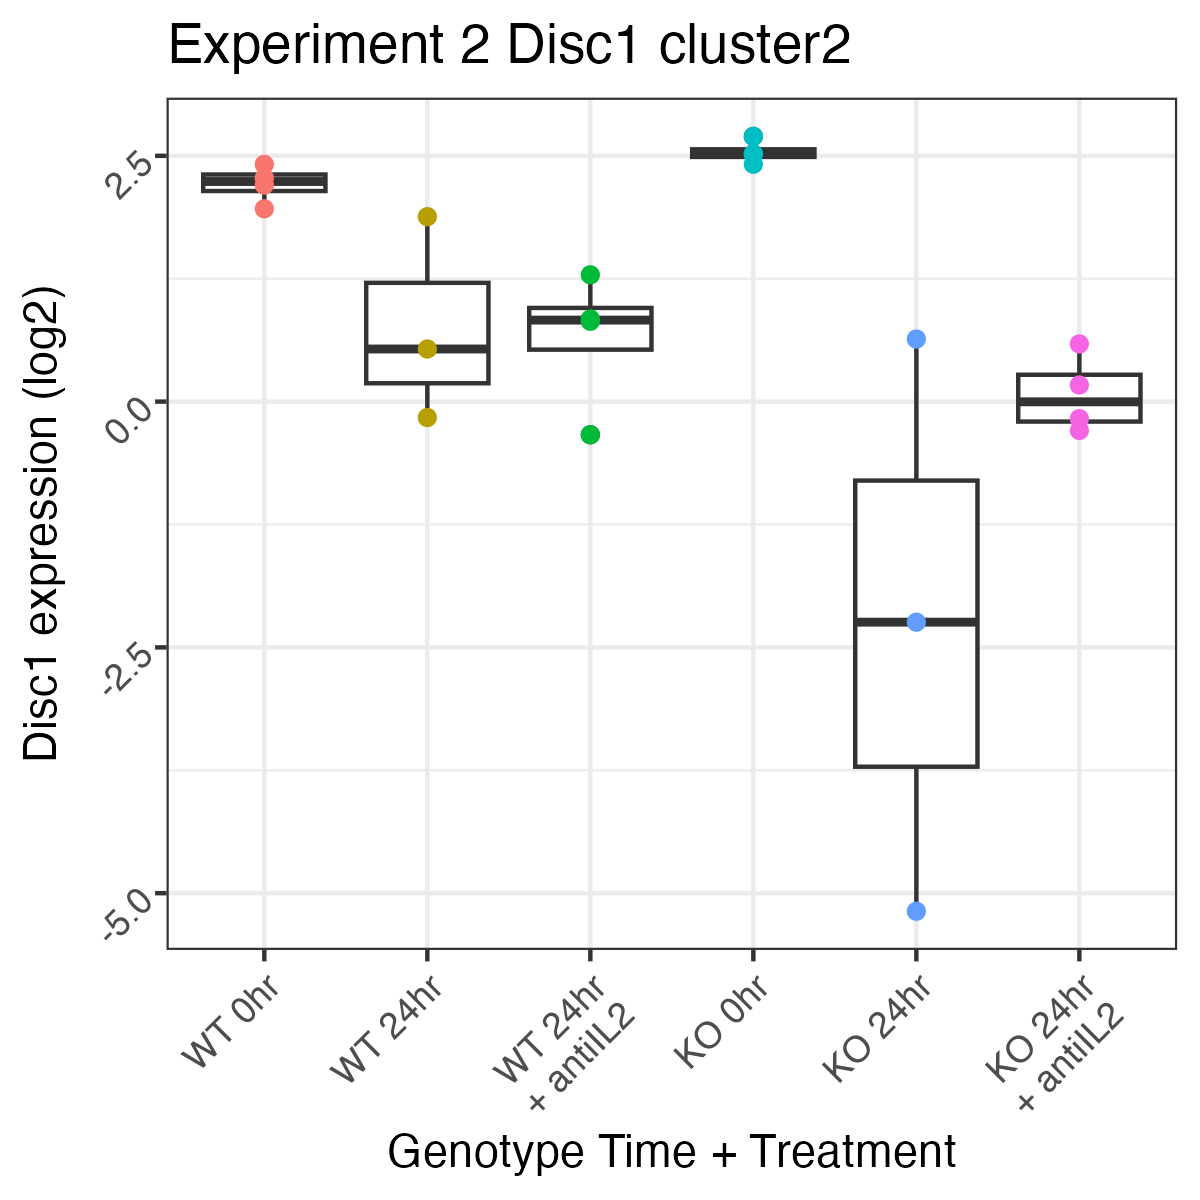 Experiment 2 Disc1 cluster2
Disc1 expression (log2)
2.5
0.0
-2.5
-5.0
WT 0hr
WT 24hr
WT 24hr
+ antiIL2
KO 0hr
KO 24hr
KO 24hr
+ antiIL2
Genotype Time + Treatment